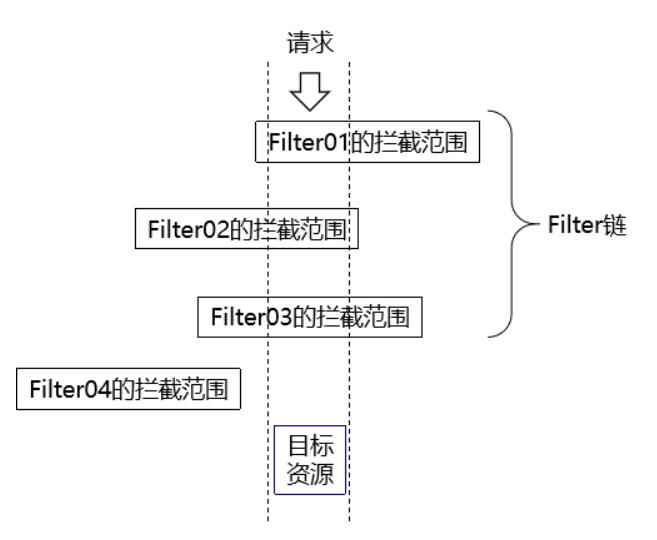 请求
Filter01的拦截范围
Filter02的拦截范围
Filter链
Filter03的拦截范围
Filter04的拦截范围
目标
资源